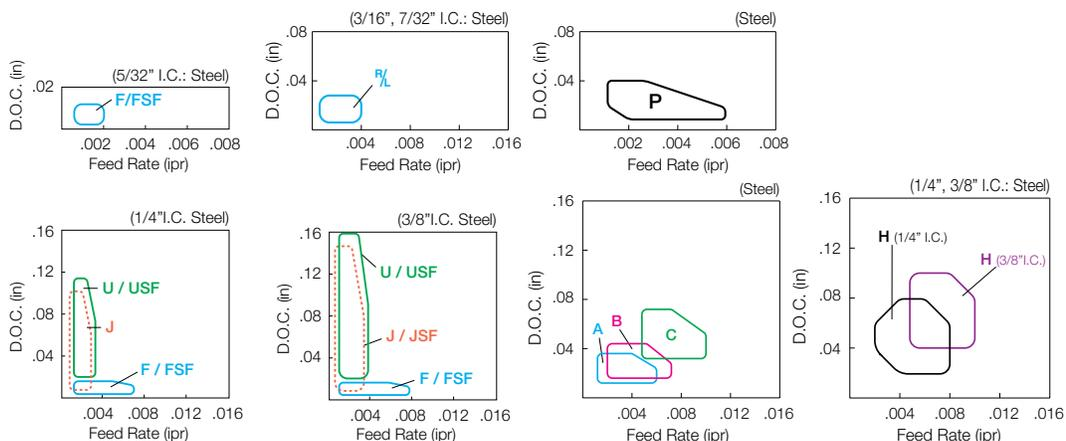 (5/32” I.C.: Steel)
D.O.C. (in)
.02
F/FSF
.002 .004 .006 .008
Feed Rate (ipr)
(3/16”, 7/32” I.C.: Steel)
D.O.C. (in)
.08
.04
R/L
.004 .008 .012 .016
Feed Rate (ipr)
(Steel)
D.O.C. (in)
.08
.04
P
.002 .004 .006 .008
Feed Rate (ipr)
(1/4”I.C. Steel)
D.O.C. (in)
.16
.12
.08
.04
U / USF
J
F / FSF
.004 .008 .012 .016
Feed Rate (ipr)
(3/8”I.C. Steel)
D.O.C. (in)
.16
.12
.08
.04
U / USF
J / JSF
F / FSF
.004 .008 .012 .016
Feed Rate (ipr)
(Steel)
D.O.C. (in)
.16
.12
.08
.04
A
B
C
.004 .008 .012 .016
Feed Rate (ipr)
(1/4”, 3/8” I.C.: Steel)
D.O.C. (in)
.16
.12
.08
.04
H (1/4” I.C.)
H (3/8”I.C.)
.004 .008 .012 .016
Feed Rate (ipr)